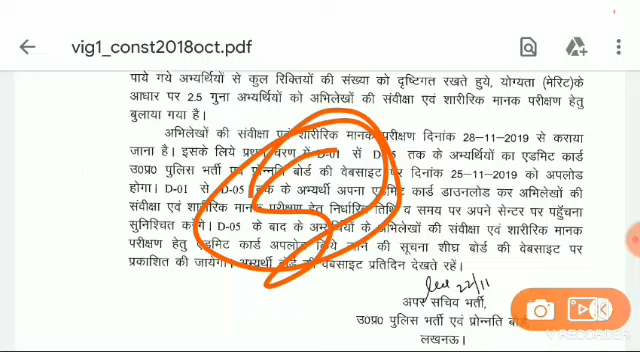 vig1_const2018oct.pdf
पाये गये अभ्यर्थियों से कुल रिक्तियों की संख्या को दृष्टिगत रखते हुये, योग्यता (मेरिट)के
आधार पर 2.5 गुना अभ्यर्थियों को अभिलेखों की संवीक्षा एवं शारीरिक मानक परीक्षण हेतु
बुलाया गया है।
अभिलेखों की संवीक्षा एवं शारीरिक मानक परीक्षण दिनांक 28-11-2019 से कराया
जाना है। इसके लिये प्रथम चरण में D-01 से D-05 तक के अभ्यर्थियों का एडमिट कार्ड
उ0प्र0 पुलिस भर्ती एवं प्रोन्नति बोर्ड की वेबसाइट पर दिनांक 25-11-2019 को अपलोड
होगा। D-01 से D-05 तक के अभ्यर्थी अपना एडमिट कार्ड डाउनलोड कर अभिलेखों की
संवीक्षा एवं शारीरिक मानक परीक्षण हेतु निर्धारित तिथि व समय पर अपने सेन्टर पर पहुँचना
सुनिश्चित करेंगे। D-05 के बाद के अभ्यर्थियों के अभिलेखों की संवीक्षा एवं शारीरिक मानक
परीक्षण हेतु एडमिट कार्ड अपलोड किये जाने की सूचना शीघ्र बोर्ड की वेबसाइट पर
प्रकाशित की जायेगी। अभ्यर्थी बोर्ड की वेबसाइट प्रतिदिन देखते रहें।
22/11
अपर सचिव भर्ती,
उ0प्र0 पुलिस भर्ती एवं प्रोन्नति बोर्ड,
लखनऊ।
RECORDER